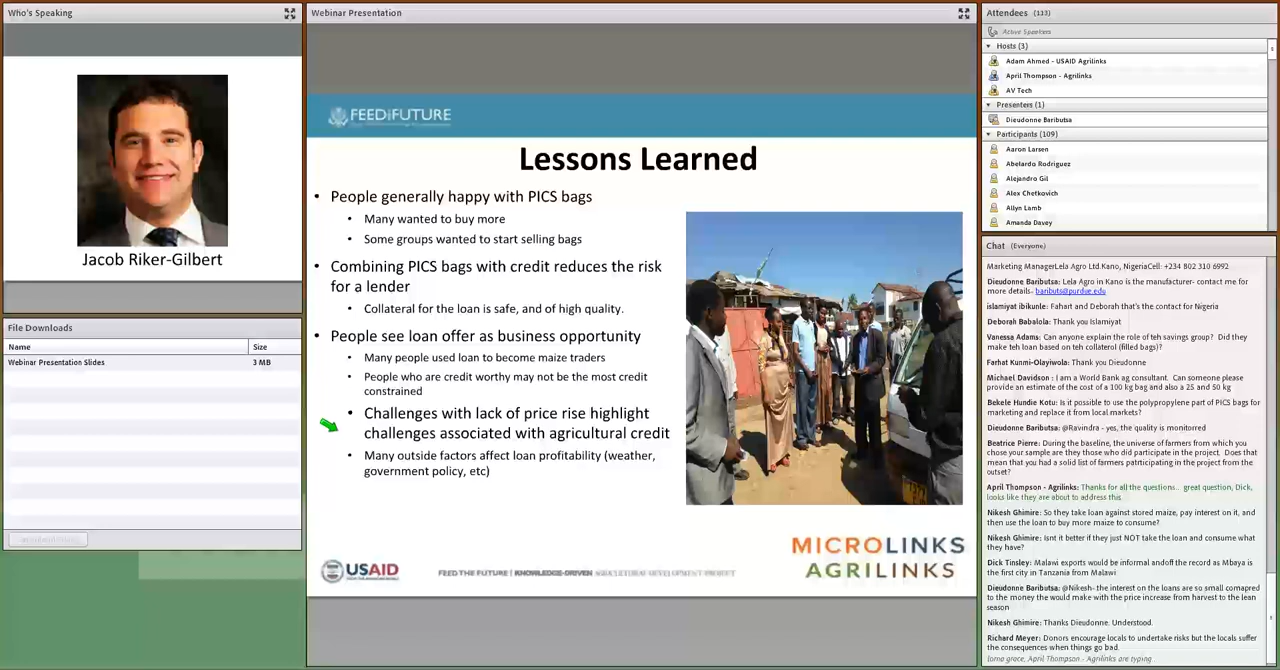 Who's Speaking
Jacob Riker-Gilbert
File Downloads
Name Size
Webinar Presentation Slides 3 MB
Webinar Presentation
FEED FUTURE
Lessons Learned
• People generally happy with PICS bags
• Many wanted to buy more
• Some groups wanted to start selling bags
• Combining PICS bags with credit reduces the risk
for a lender
• Collateral for the loan is safe, and of high quality.
• People see loan offer as business opportunity
• Many people used loan to become maize traders
• People who are credit worthy may not be the most credit
constrained
• Challenges with lack of price rise highlight
challenges associated with agricultural credit
• Many outside factors affect loan profitability (weather,
government policy, etc)
USAID
FEED THE FUTURE | KNOWLEDGE-DRIVEN AGRICULTURAL DEVELOPMENT PROJECT
MICROLINKS
AGRILINKS
Attendees (113)
Active Speakers
Hosts (3)
Adam Ahmed - USAID Agrilinks
April Thompson - Agrilinks
AV Tech
Presenters (1)
Dieudonne Baributsa
Participants (109)
Aaron Larsen
Abelardo Rodriguez
Alejandro Gil
Alex Chetkovich
Allyn Lamb
Amanda Davey
Chat (Everyone)
Marketing ManagerLela Agro Ltd.Kano, NigeriaCell: +234 802 310 6992
Dieudonne Baributsa: Lela Agro in Kano is the manufacturer- contact me for
more details- baributs@purdue.edu
islamiyat ibikunle: Fahart and Deborah that's the contact for Nigeria
Deborah Babalola: Thank you Islamiyat
Vanessa Adams: Can anyone explain the role of teh savings group? Did they
make teh loan based on teh collateral (filled bags)?
Farhat Kunmi-Olayiwola: Thank you Dieudonne
Michael Davidson : I am a World Bank ag consultant. Can someone please
provide an estimate of the cost of a 100 kg bag and also a 25 and 50 kg
Bekele Hundie Kotu: Is it possible to use the polypropylene part of PICS bags for
marketing and replace it from local markets?
Dieudonne Baributsa: @Ravindra - yes, the quality is monitorred
Beatrice Pierre: During the baseline, the universe of farmers from which you
chose your sample are they those who did participate in the project. Does that
mean that you had a solid list of farmers patrticipating in the project from the
outset?
April Thompson - Agrilinks: Thanks for all the questions... great question, Dick,
looks like they are about to address this
Nikesh Ghimire: So they take loan against stored maize, pay interest on it, and
then use the loan to buy more maize to consume?
Nikesh Ghimire: Isnt it better if they just NOT take the loan and consume what
they have?
Dick Tinsley: Malawi exports would be informal andoff the record as Mbaya is
the first city in Tanzania from Malawi
Dieudonne Baributsa: @Nikesh- the interest on the loans are so small comapred
to the money the would make with the price increase from harvest to the lean
season
Nikesh Ghimire: Thanks Dieudonne. Understood.
Richard Meyer: Donors encourage locals to undertake risks but the locals suffer
the consequences when things go bad.
lorne grace, April Thompson - Agrilinks are typing